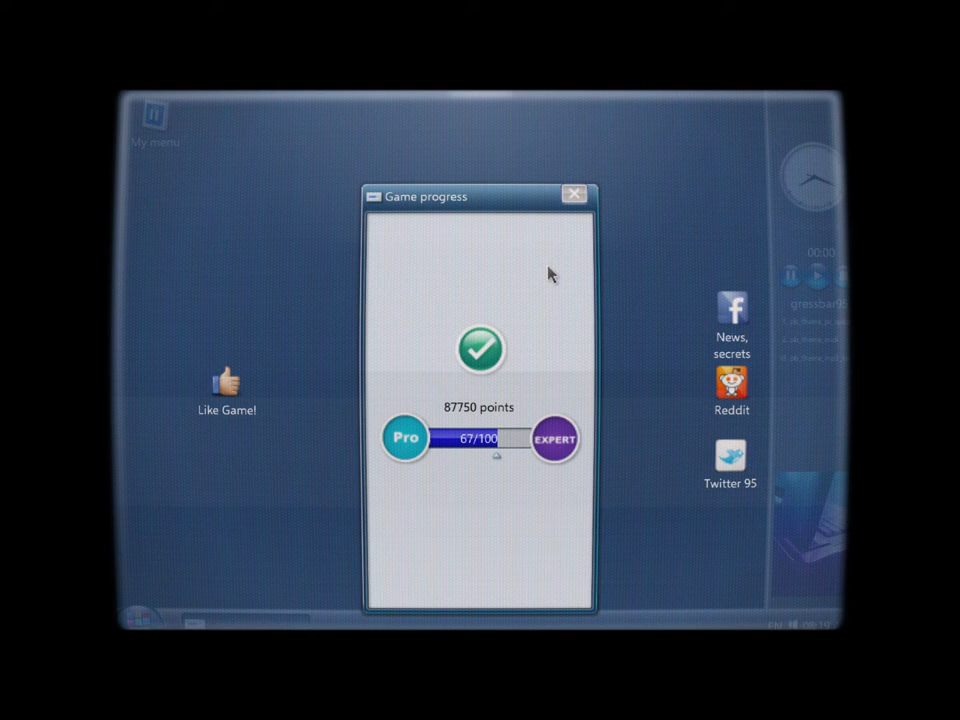 My menu
Game progress
00:00
gressbar95
News,
secrets
87750 points
Pro
67/100
EXPERT
Like Game!
Reddit
Twitter 95
EN